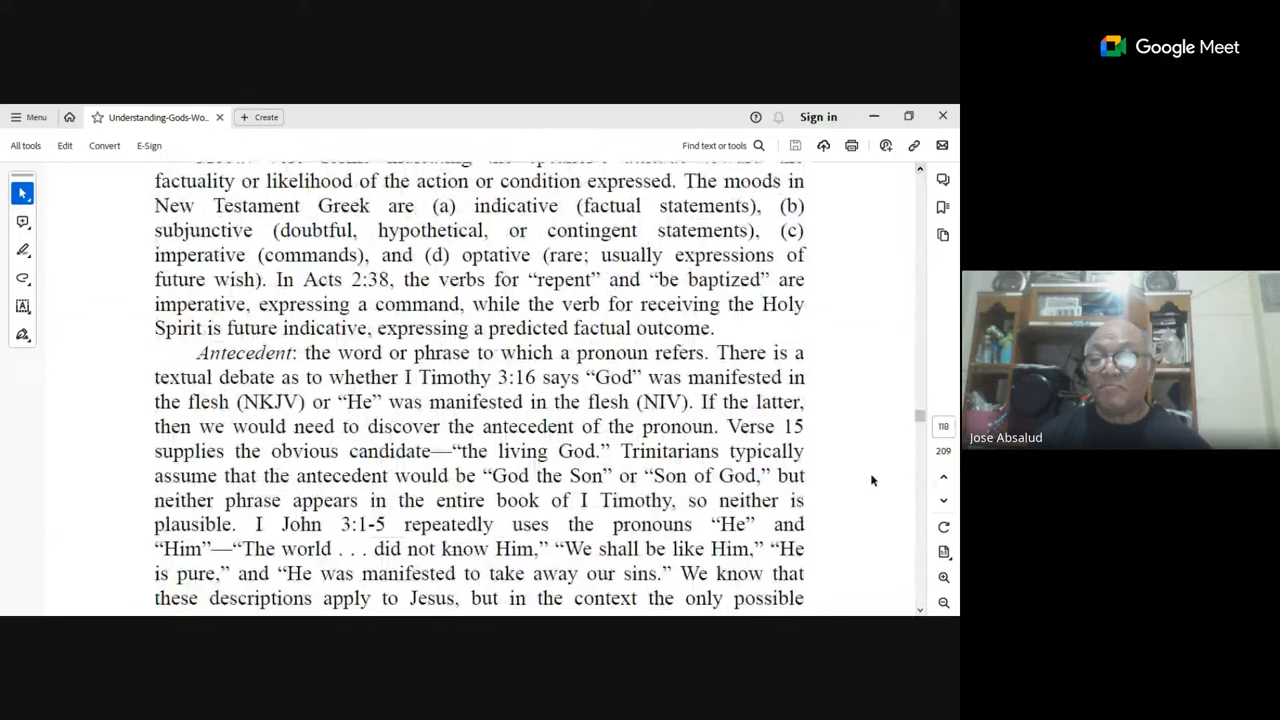 Google Meet
Menu
Understanding-Gods-Wo...
Create
Sign in
All tools
Edit
Convert
E-Sign
Find text or tools
factuality or likelihood of the action or condition expressed. The moods in
New Testament Greek are (a) indicative (factual statements), (b)
subjunctive (doubtful, hypothetical, or contingent statements), (c)
imperative (commands), and (d) optative (rare; usually expressions of
future wish). In Acts 2:38, the verbs for “repent” and “be baptized” are
imperative, expressing a command, while the verb for receiving the Holy
Spirit is future indicative, expressing a predicted factual outcome.
Antecedent: the word or phrase to which a pronoun refers. There is a
textual debate as to whether I Timothy 3:16 says “God” was manifested in
the flesh (NKJV) or “He” was manifested in the flesh (NIV). If the latter,
then we would need to discover the antecedent of the pronoun. Verse 15
supplies the obvious candidate—“the living God.” Trinitarians typically
assume that the antecedent would be “God the Son” or “Son of God,” but
neither phrase appears in the entire book of I Timothy, so neither is
plausible. I John 3:1-5 repeatedly uses the pronouns “He” and
“Him”—“The world . . . did not know Him,” “We shall be like Him,” “He
is pure,” and “He was manifested to take away our sins.” We know that
these descriptions apply to Jesus, but in the context the only possible
118
209
Jose Absalud